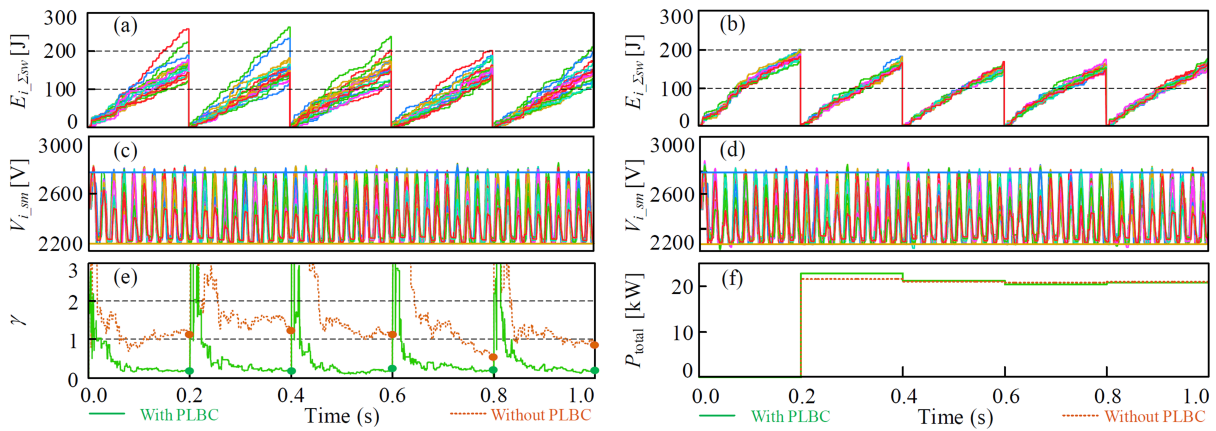 300 (a)
200
100
0
E_i_Σsw [J]
300 (b)
200
100
0
E_i_Σsw [J]
3000 (c)
2600
2200
V_i_sm [V]
3000 (d)
2600
2200
V_i_sm [V]
3 (e)
2
1
0
γ
0.0 0.2 0.4 0.6 0.8 1.0
With PLBC Time (s) Without PLBC
(f)
20
10
0
P_total [kW]
0.0 0.2 0.4 0.6 0.8 1.0
With PLBC Time (s) Without PLBC